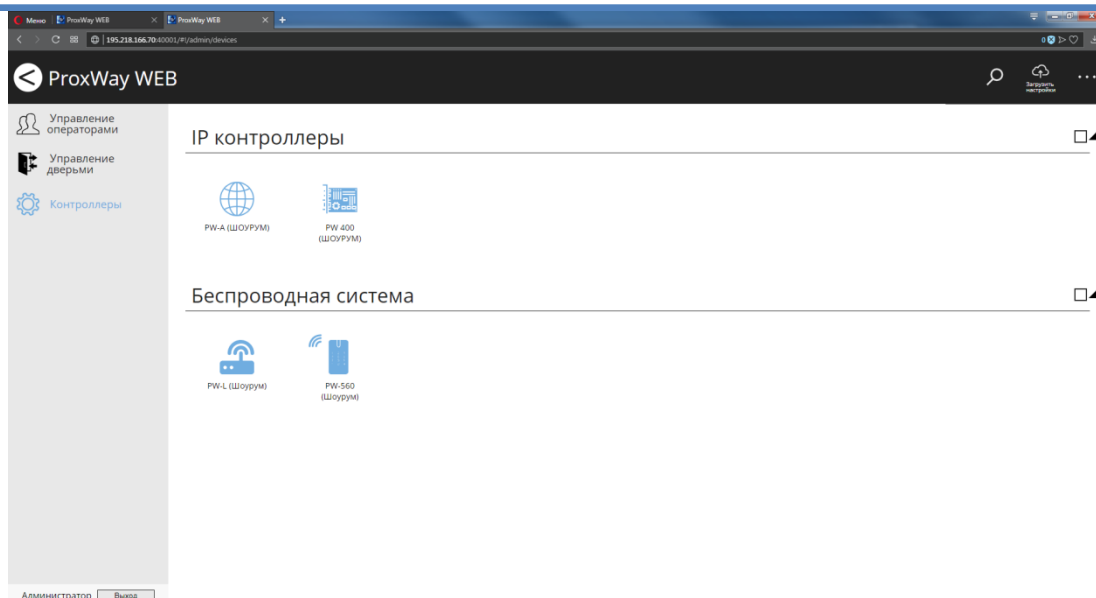 Меню
ProxWay WEB
ProxWay WEB
195.218.166.70:40001/#!/admin/devices
0
ProxWay WEB
Загрузить
настройки
Управление
операторами
Управление
дверьми
Контроллеры
IP контроллеры
PW-A (ШОУРУМ)
PW 400
(ШОУРУМ)
Беспроводная система
PW-L (Шоурум)
PW-560
(Шоурум)
Администратор
Выход